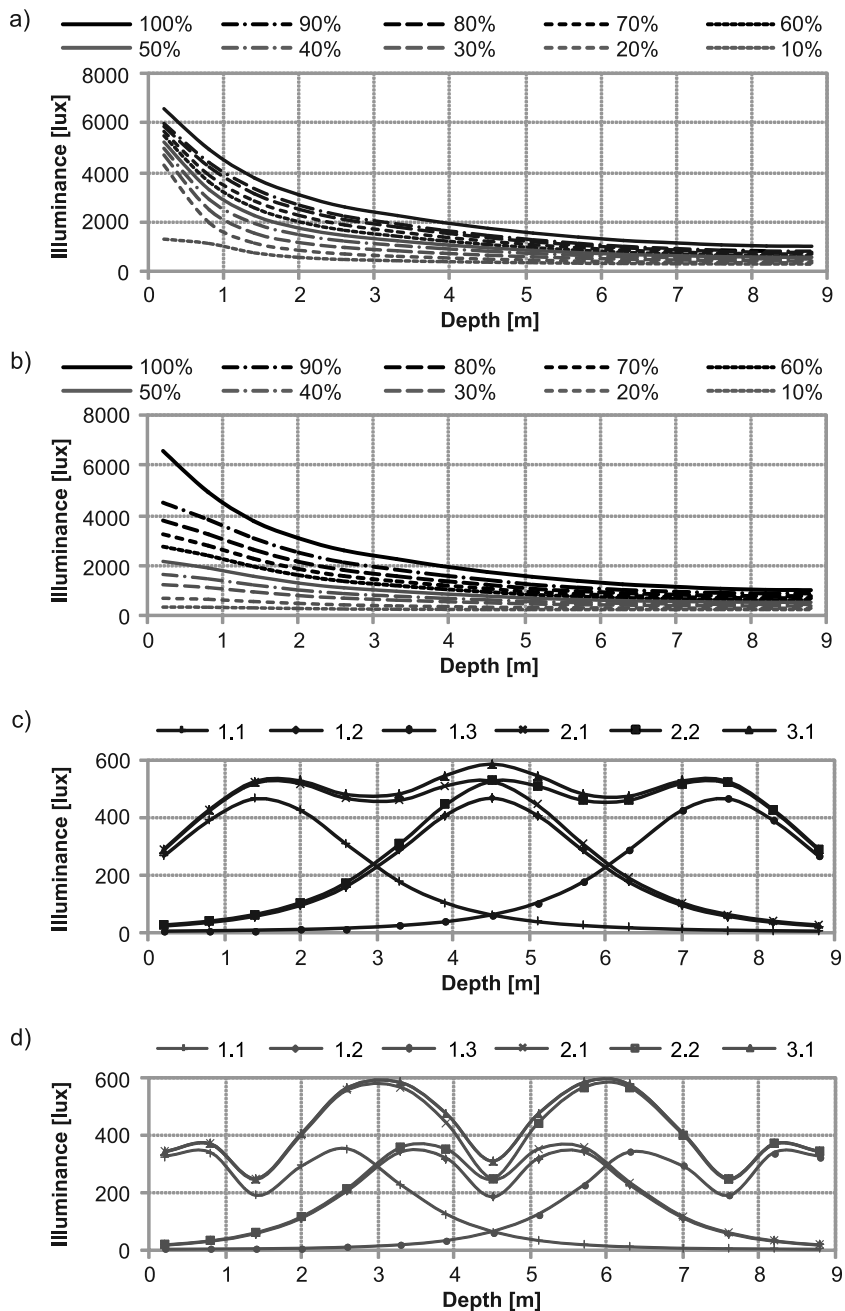 a)
100% 90% 80% 70% 60%
50% 40% 30% 20% 10%
8000
6000
4000
2000
0
Illuminance [lux]
0 1 2 3 4 5 6 7 8 9
Depth [m]
b)
100% 90% 80% 70% 60%
50% 40% 30% 20% 10%
8000
6000
4000
2000
0
Illuminance [lux]
0 1 2 3 4 5 6 7 8 9
Depth [m]
c)
1.1 1.2 1.3 2.1 2.2 3.1
600
400
200
0
Illuminance [lux]
0 1 2 3 4 5 6 7 8 9
Depth [m]
d)
1.1 1.2 1.3 2.1 2.2 3.1
600
400
200
0
Illuminance [lux]
0 1 2 3 4 5 6 7 8 9
Depth [m]